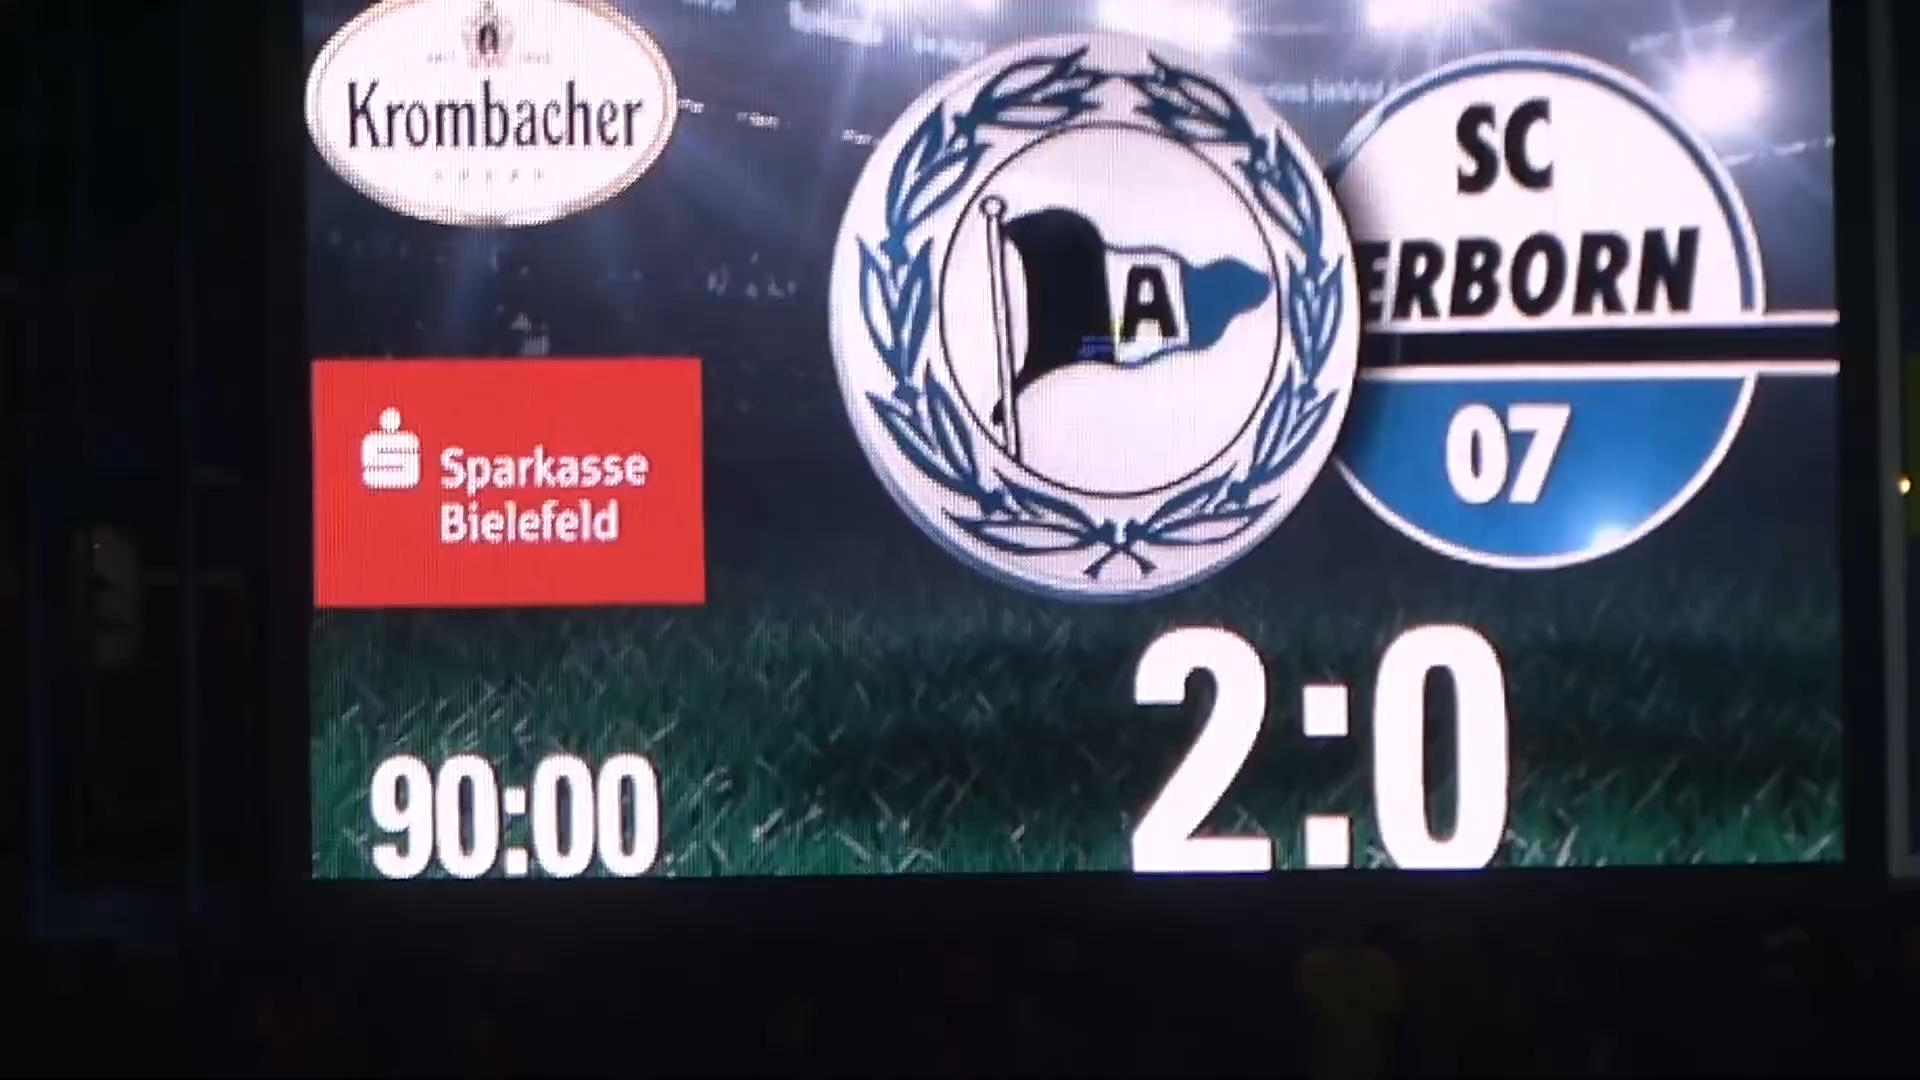 Krombacher
Sparkasse
Bielefeld
A
SC
ERBORN
07
2:0
90:00